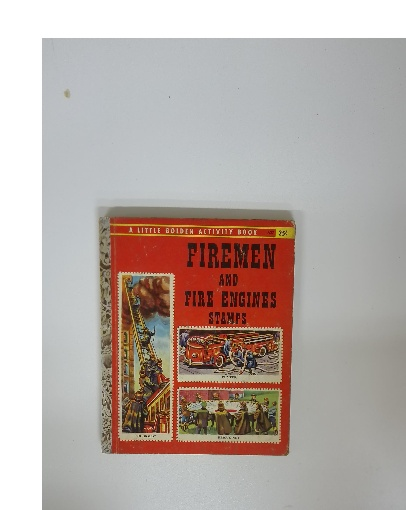 A LITTLE GOLDEN ACTIVITY BOOK
25¢
FIREMEN
AND
FIRE ENGINES
STAMPS